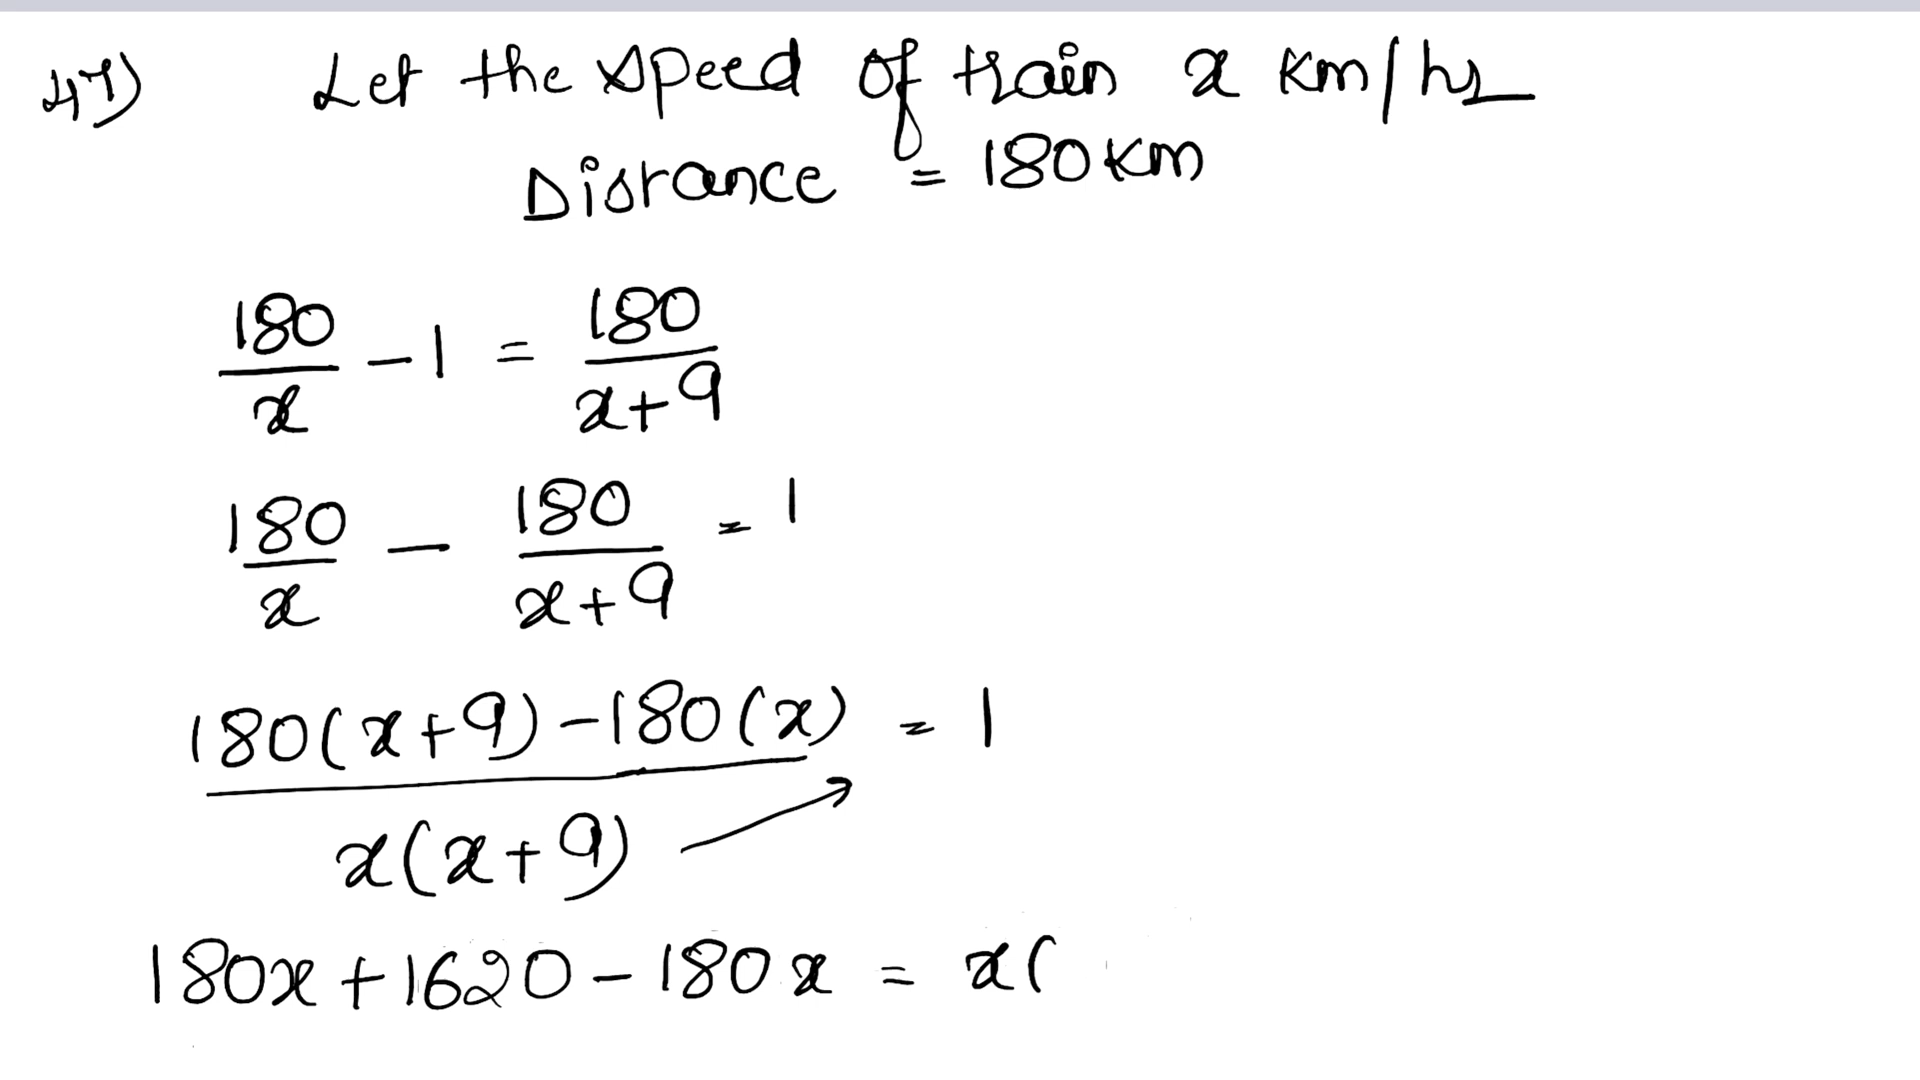 47) Let the speed of train x km/hr
Distance = 180 km
180/x - 1 = 180/x+9
180/x - 180/x+9 = 1
180(x+9)-180(x) / x(x+9) = 1
180x+1620-180x = x(